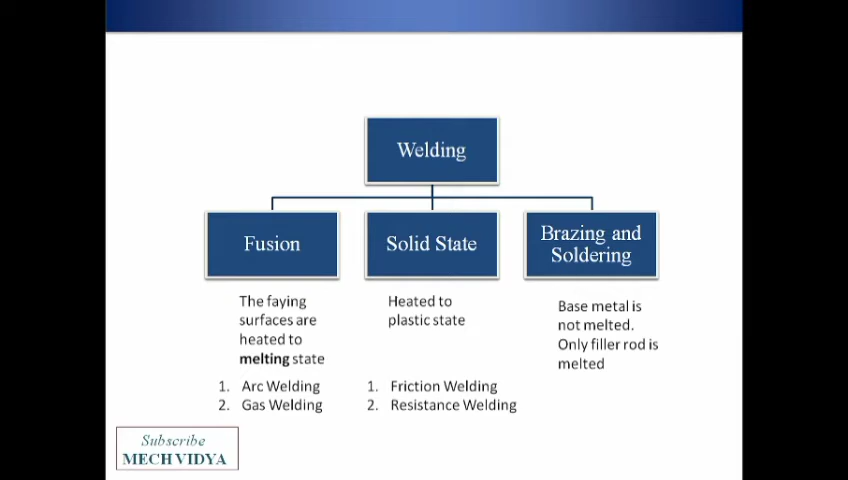 Welding
Fusion
Solid State
Brazing and
Soldering
The faying
surfaces are
heated to
melting state
1. Arc Welding
2. Gas Welding
Heated to
plastic state
1. Friction Welding
2. Resistance Welding
Base metal is
not melted.
Only filler rod is
melted
Subscribe
MECH VIDYA